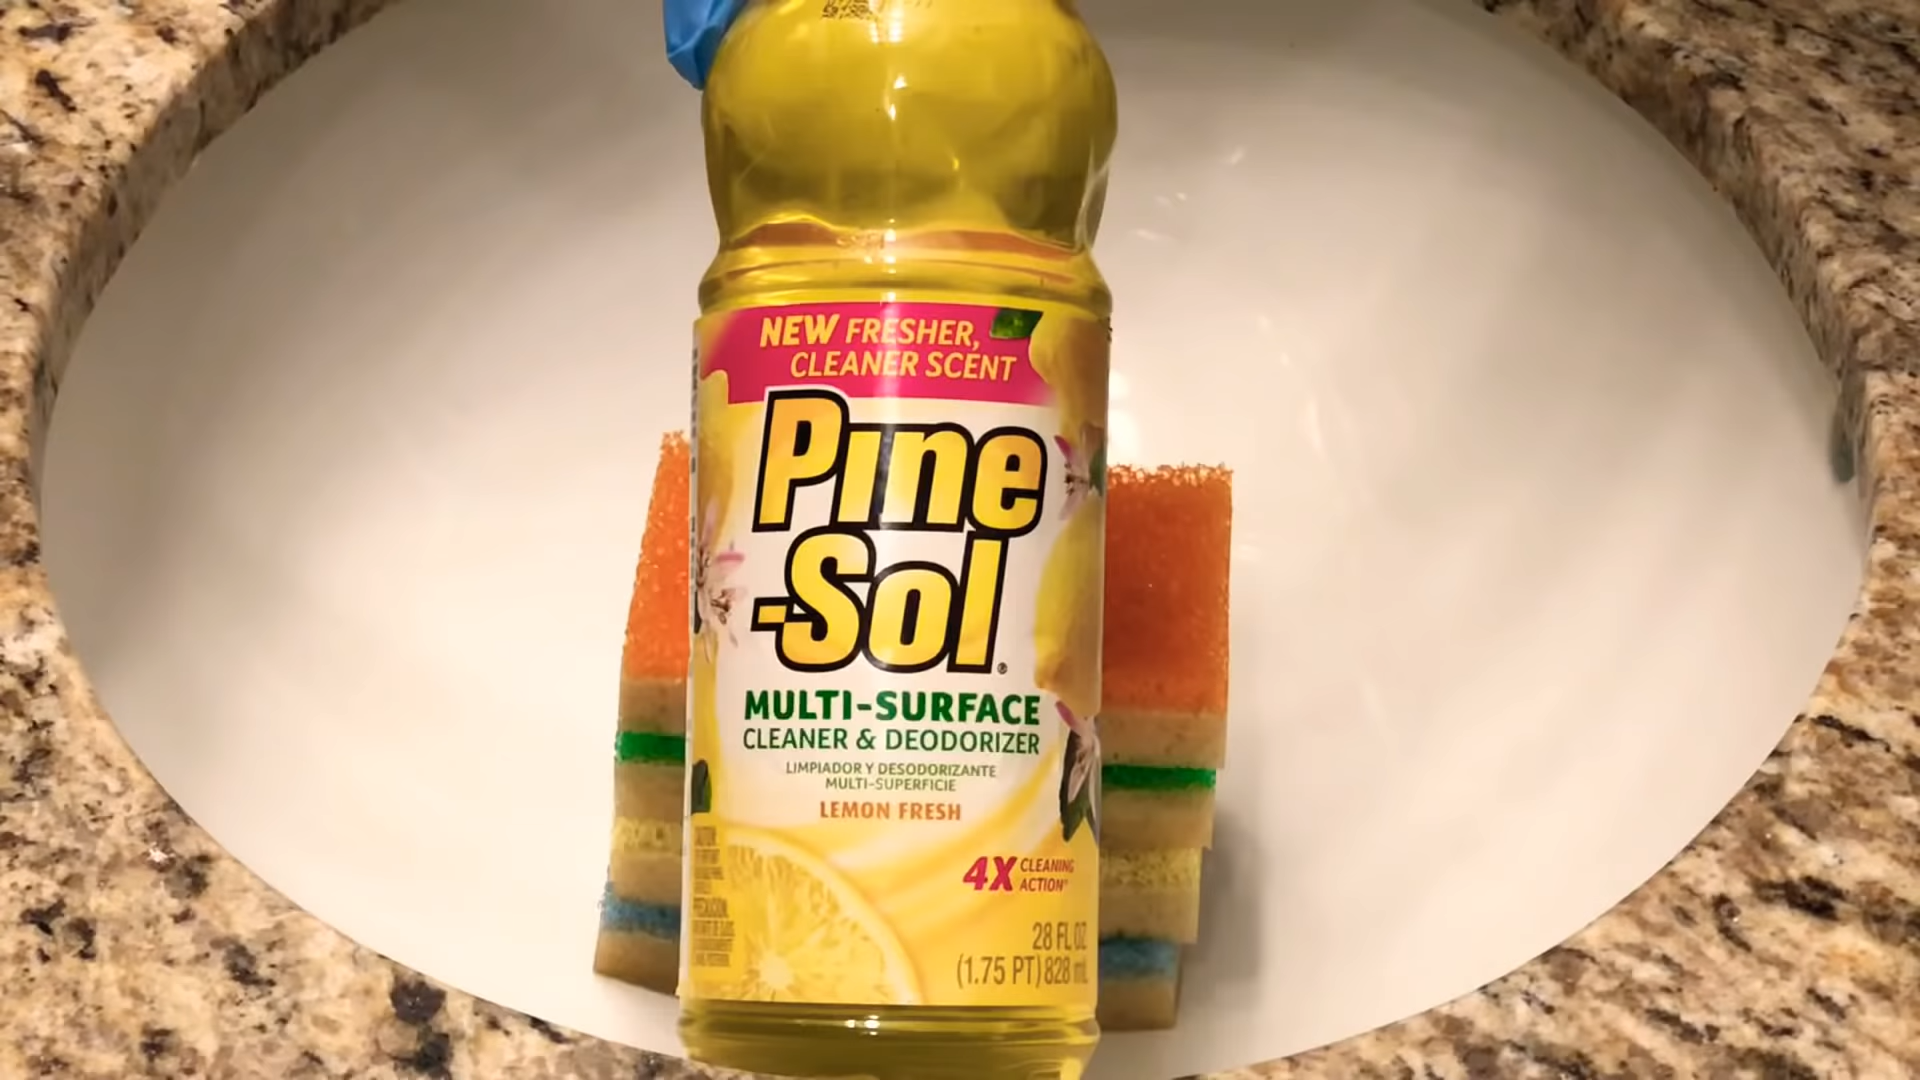 NEW FRESHER,
CLEANER SCENT
Pine
-Sol®
MULTI-SURFACE
CLEANER & DEODORIZER
LIMPIADOR Y DESODORIZANTE
MULTI-SUPERFICIE
LEMON FRESH
4X CLEANING
ACTION*
28 FL OZ
(1.75 PT) 828 mL